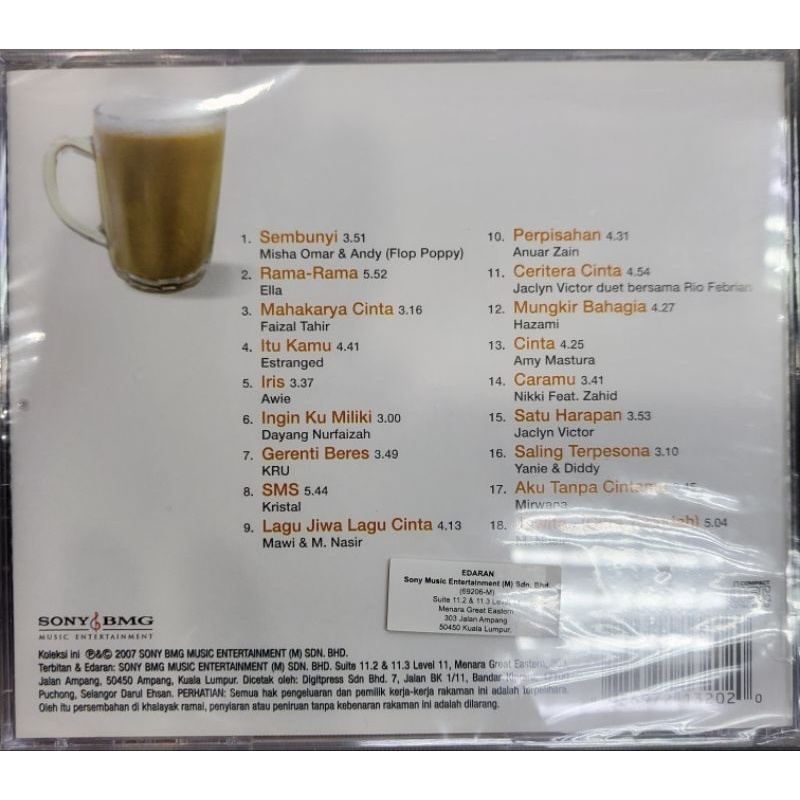 1. Sembunyi 3.51
Misha Omar & Andy (Flop Poppy)
2. Rama-Rama 5.52
Ella
3. Mahakarya Cinta 3.16
Faizal Tahir
4. Itu Kamu 4.41
Estranged
5. Iris 3.37
Awie
6. Ingin Ku Miliki 3.00
Dayang Nurfaizah
7. Gerenti Beres 3.49
KRU
8. SMS 5.44
Kristal
9. Lagu Jiwa Lagu Cinta 4.13
Mawi & M. Nasir
10. Perpisahan 4.31
Anuar Zain
11. Ceritera Cinta 4.54
Jaclyn Victor duet bersama Rio Febrian
12. Mungkir Bahagia 4.27
Hazami
13. Cinta 4.25
Amy Mastura
14. Caramu 3.41
Nikki Feat. Zahid
15. Satu Harapan 3.53
Jaclyn Victor
16. Saling Terpesona 3.10
Yanie & Diddy
17. Aku Tanpa
Mirwana
18. 5.04
M. Nasir
EDARAN
Sony Music Entertainment (M) Sdn. Bhd.
(69206-M)
Suite 11.2 & 11.3 Level
Menara Great Eastern
303 Jalan Ampang
50450 Kuala Lumpur.
COMPACT
SONY BMG
MUSIC ENTERTAINMENT
Koleksi ini ℗&© 2007 SONY BMG MUSIC ENTERTAINMENT (M) SDN. BHD.
Terbitan & Edaran: SONY BMG MUSIC ENTERTAINMENT (M) SDN. BHD. Suite 11.2 & 11.3 Level 11, Menara Great Eastern,
Jalan Ampang, 50450 Ampang, Kuala Lumpur. Dicetak oleh: Digitpress Sdn Bhd. 7, Jalan BK 1/11, Bandar
Puchong, Selangor Darul Ehsan. PERHATIAN: Semua hak pengeluaran dan pemilik kerja-kerja rakaman ini adalah terpelihara.
Oleh itu persembahan di khalayak ramai, penyiaran atau peniruan tanpa kebenaran rakaman ini adalah dilarang.